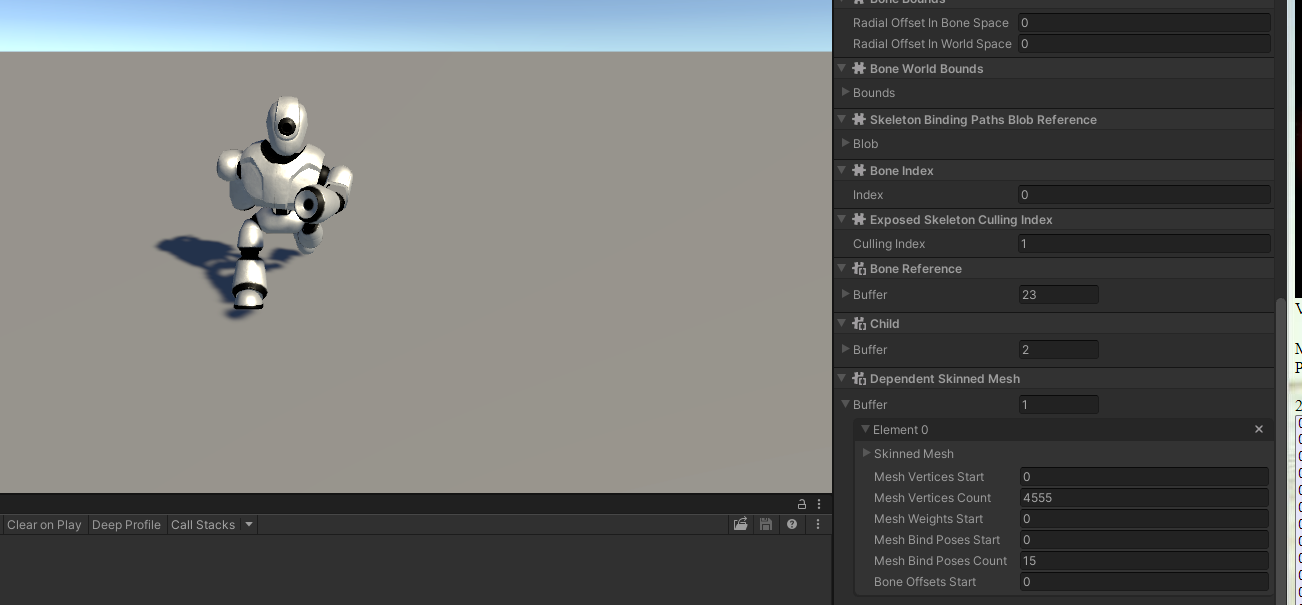 Bone Bounds
Radial Offset In Bone Space 0
Radial Offset In World Space 0
Bone World Bounds
Bounds
Skeleton Binding Paths Blob Reference
Blob
Bone Index
Index 0
Exposed Skeleton Culling Index
Culling Index 1
Bone Reference
Buffer 23
Child
Buffer 2
Dependent Skinned Mesh
Buffer 1
Element 0
Skinned Mesh
Mesh Vertices Start 0
Mesh Vertices Count 4555
Mesh Weights Start 0
Mesh Bind Poses Start 0
Mesh Bind Poses Count 15
Bone Offsets Start 0
Clear on Play Deep Profile Call Stacks